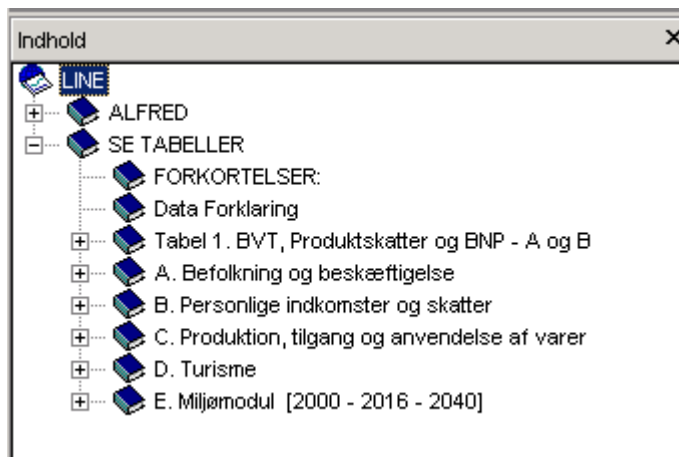 Indhold
LINE
ALFRED
SE TABELLER
FORKORTELSER:
Data Forklaring
Tabel 1. BVT, Produktskatter og BNP - A og B
A. Befolkning og beskæftigelse
B. Personlige indkomster og skatter
C. Produktion, tilgang og anvendelse af varer
D. Turisme
E. Miljømodul [2000 - 2016 - 2040]